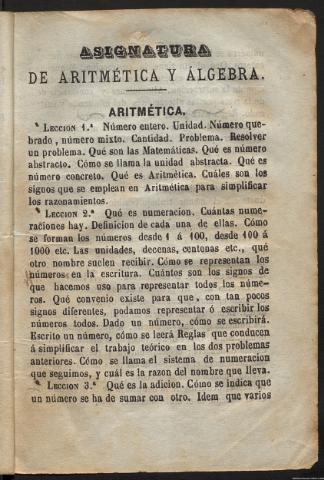 ASIGNATURA
DE ARITMÉTICA Y ÁLGEBRA.
ARITMÉTICA.
LECCION 1.ª Número entero. Unidad. Número que-
brado, número mixto. Cantidad. Problema. Resolver
un problema. Qué son las Matemáticas. Qué es número
abstracto. Cómo se llama la unidad abstracta. Qué es
número concreto. Qué es Aritmética. Cuáles son los
signos que se emplean en Aritmética para simplificar
los razonamientos.
LECCION 2.ª Qué es numeracion. Cuántas nume-
raciones hay. Definicion de cada una de ellas. Cómo
se forman los números desde 1 á 100, desde 100 á
1000 etc. Las unidades, decenas, centenas etc., qué
otro nombre suelen recibir. Cómo se representan los
números en la escritura. Cuántos son los signos de
que hacemos uso para representar todos los núme-
ros. Qué convenio existe para que, con tan pocos
signos diferentes, podamos representar ó escribir los
números todos. Dado un número, cómo se escribirá.
Escrito un número, cómo se leerá Reglas que conducen
á simplificar el trabajo teórico en los dos problemas
anteriores. Cómo se llama el sistema de numeracion
que seguimos, y cuál es la razon del nombre que lleva.
LECCION 3.ª Qué es la adicion. Cómo se indica que
un número se ha de sumar con otro. Idem que varios